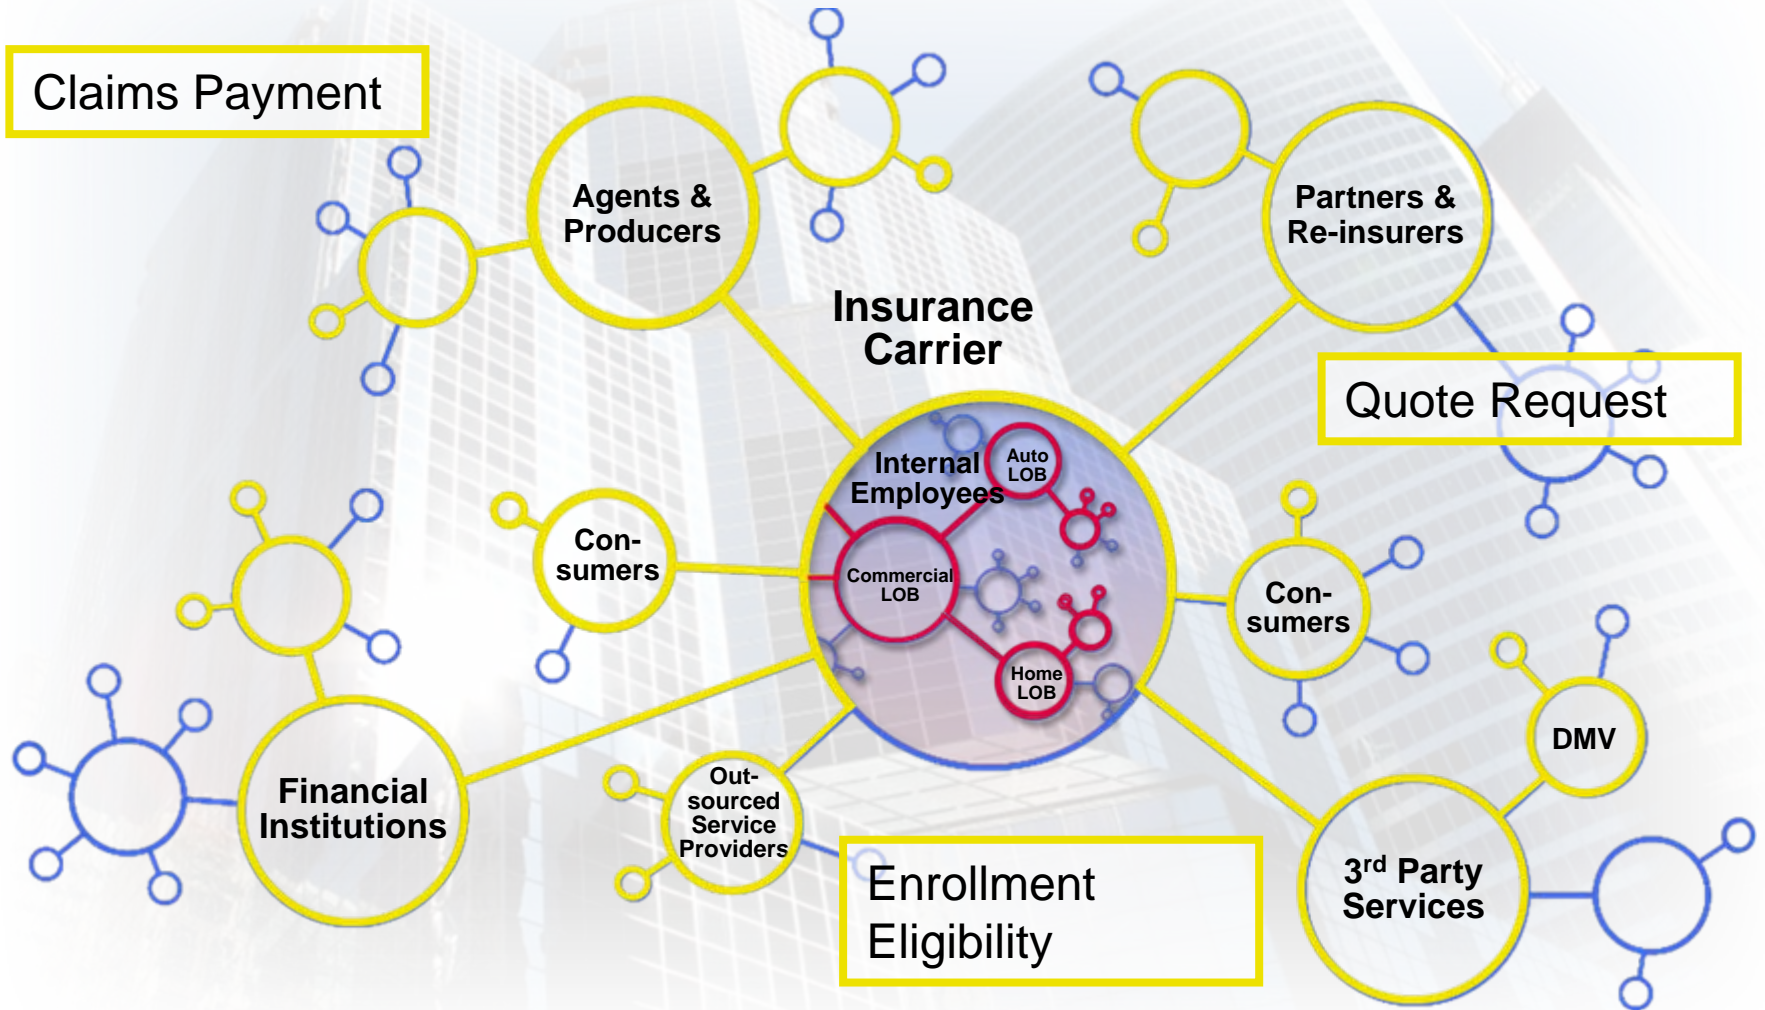 Claims Payment
Agents &
Producers
Partners &
Re-insurers
Insurance
Carrier
Quote Request
Internal
Employees
Auto
LOB
Con-
sumers
Commercial
LOB
Con-
sumers
Home
LOB
DMV
Financial
Institutions
Out-
sourced
Service
Providers
Enrollment
Eligibility
3rd Party
Services